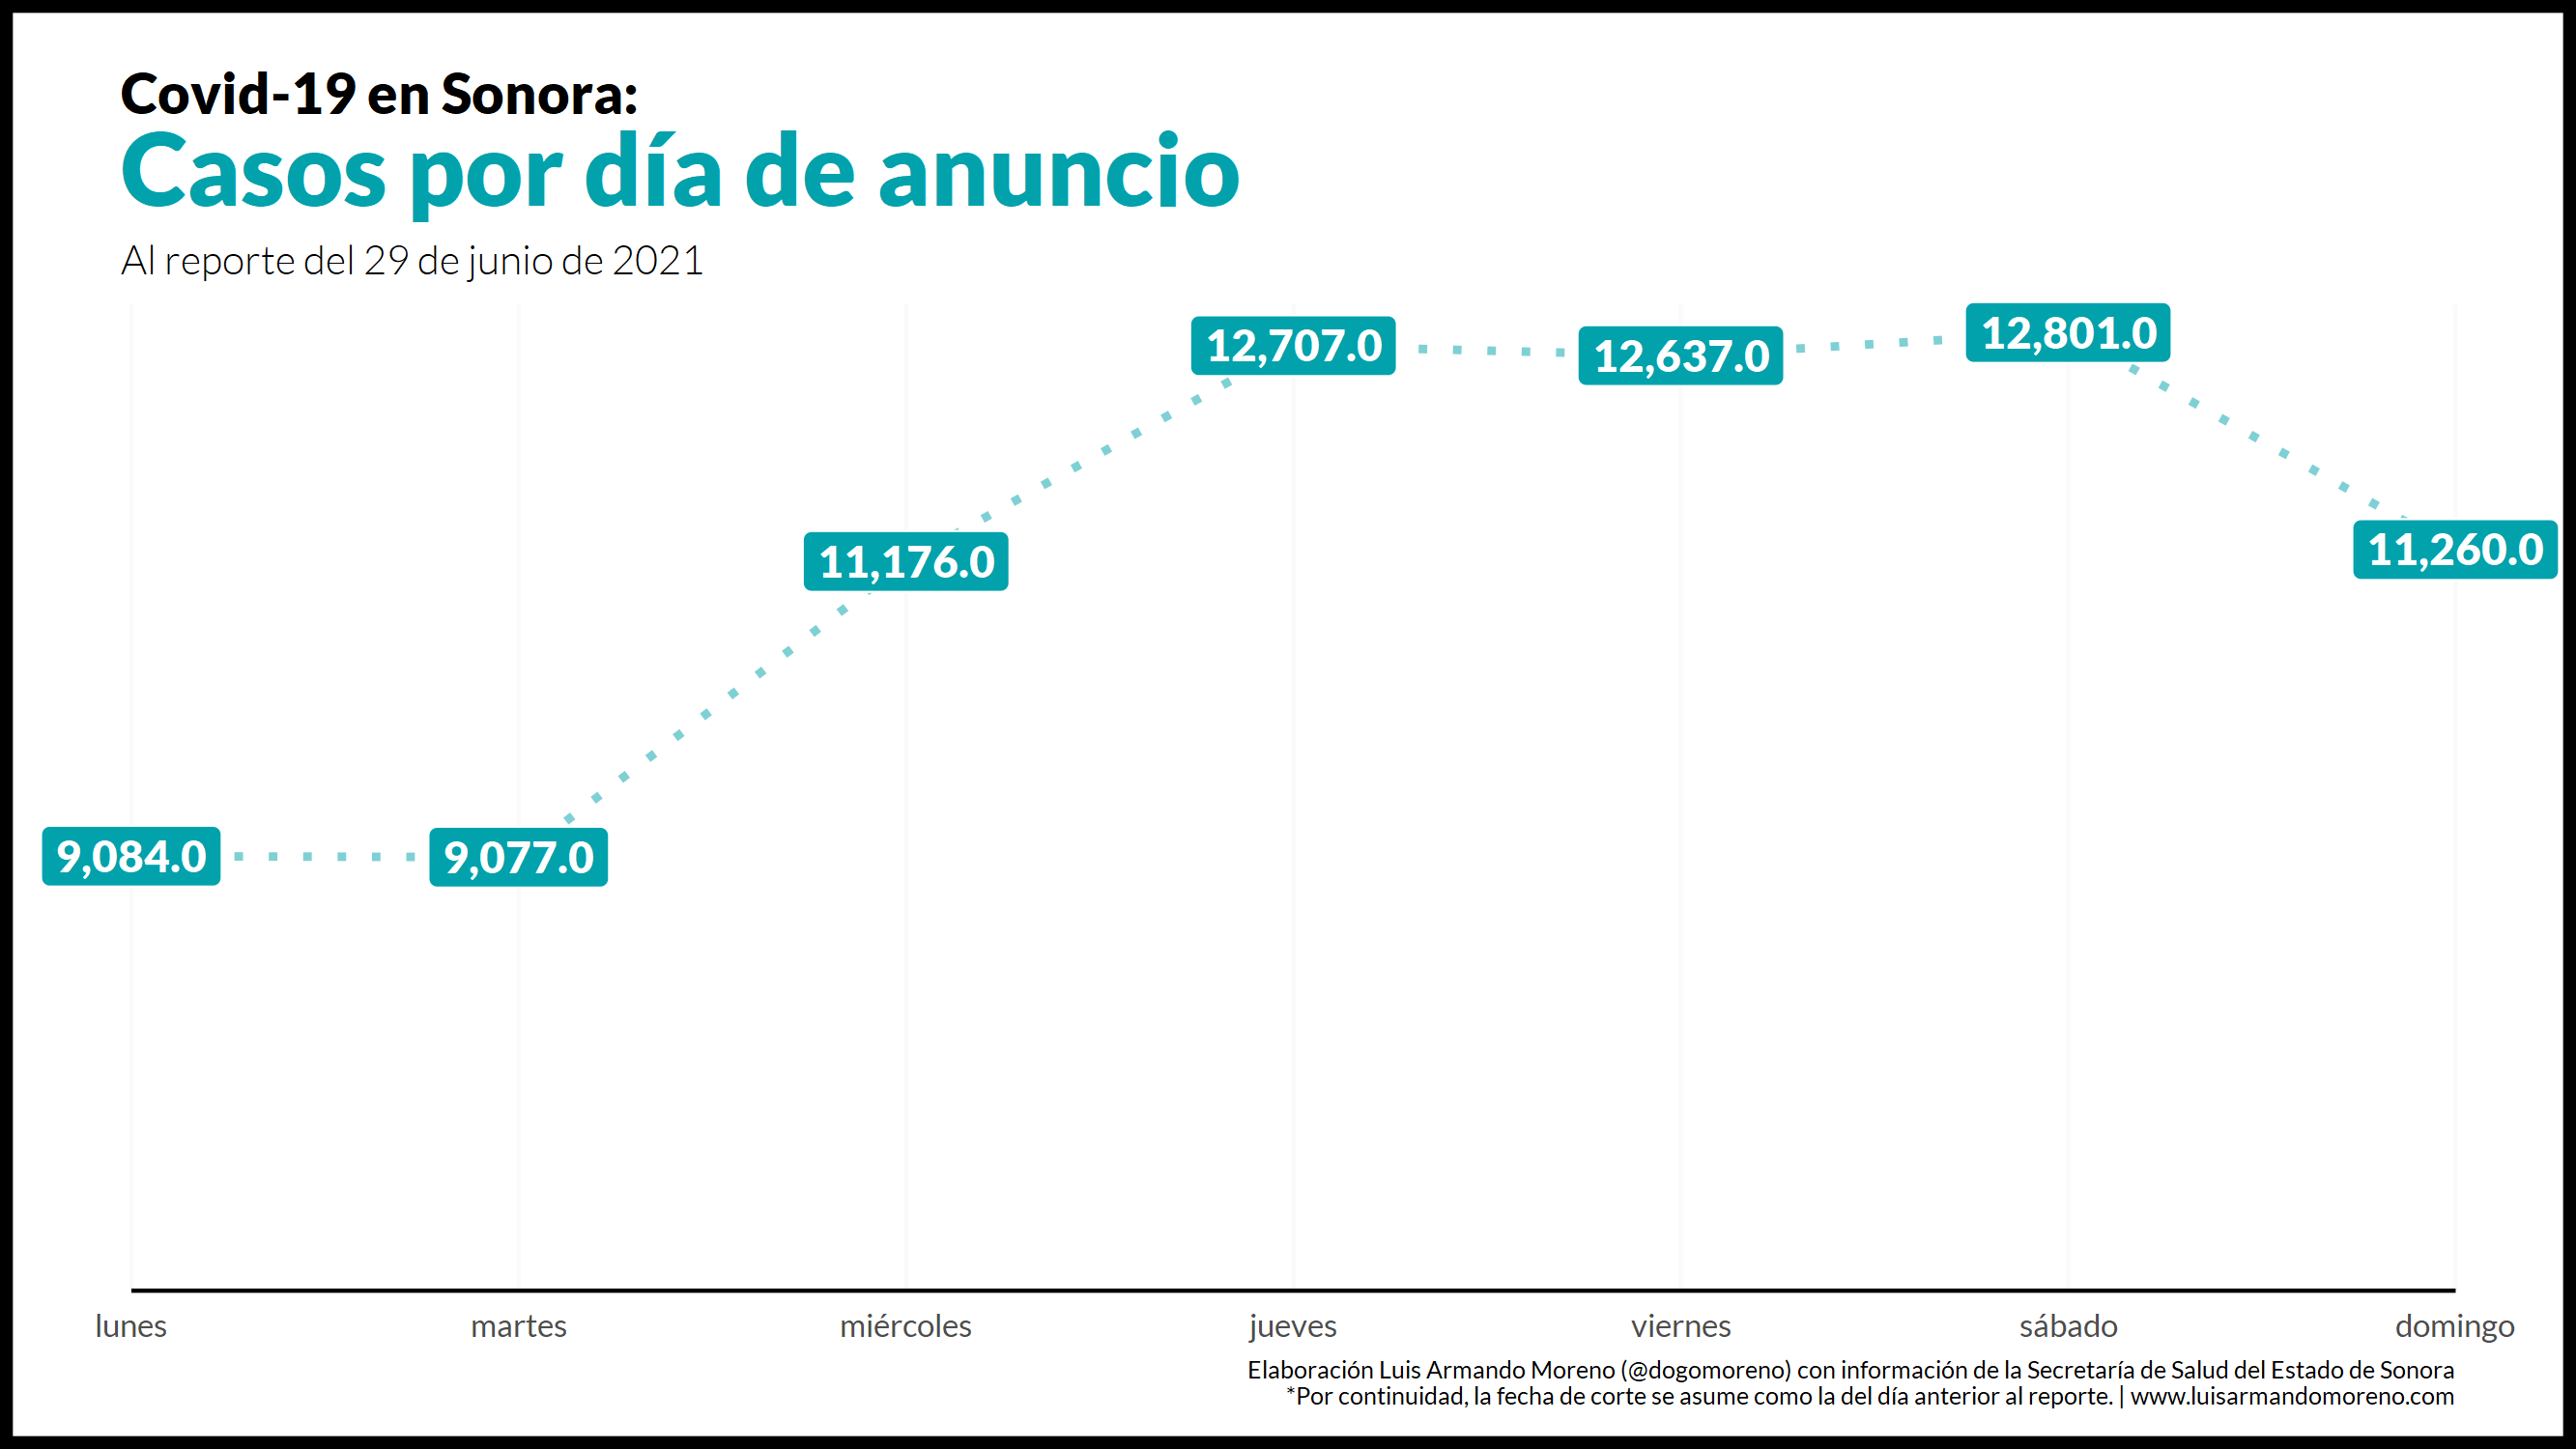 Covid-19 en Sonora:
Casos por día de anuncio
Al reporte del 29 de junio de 2021
9,084.0
9,077.0
11,176.0
12,707.0
12,637.0
12,801.0
11,260.0
lunes martes miércoles jueves viernes sábado domingo
Elaboración Luis Armando Moreno (@dogomoreno) con información de la Secretaría de Salud del Estado de Sonora
*Por continuidad, la fecha de corte se asume como la del día anterior al reporte. | www.luisarmandomoreno.com